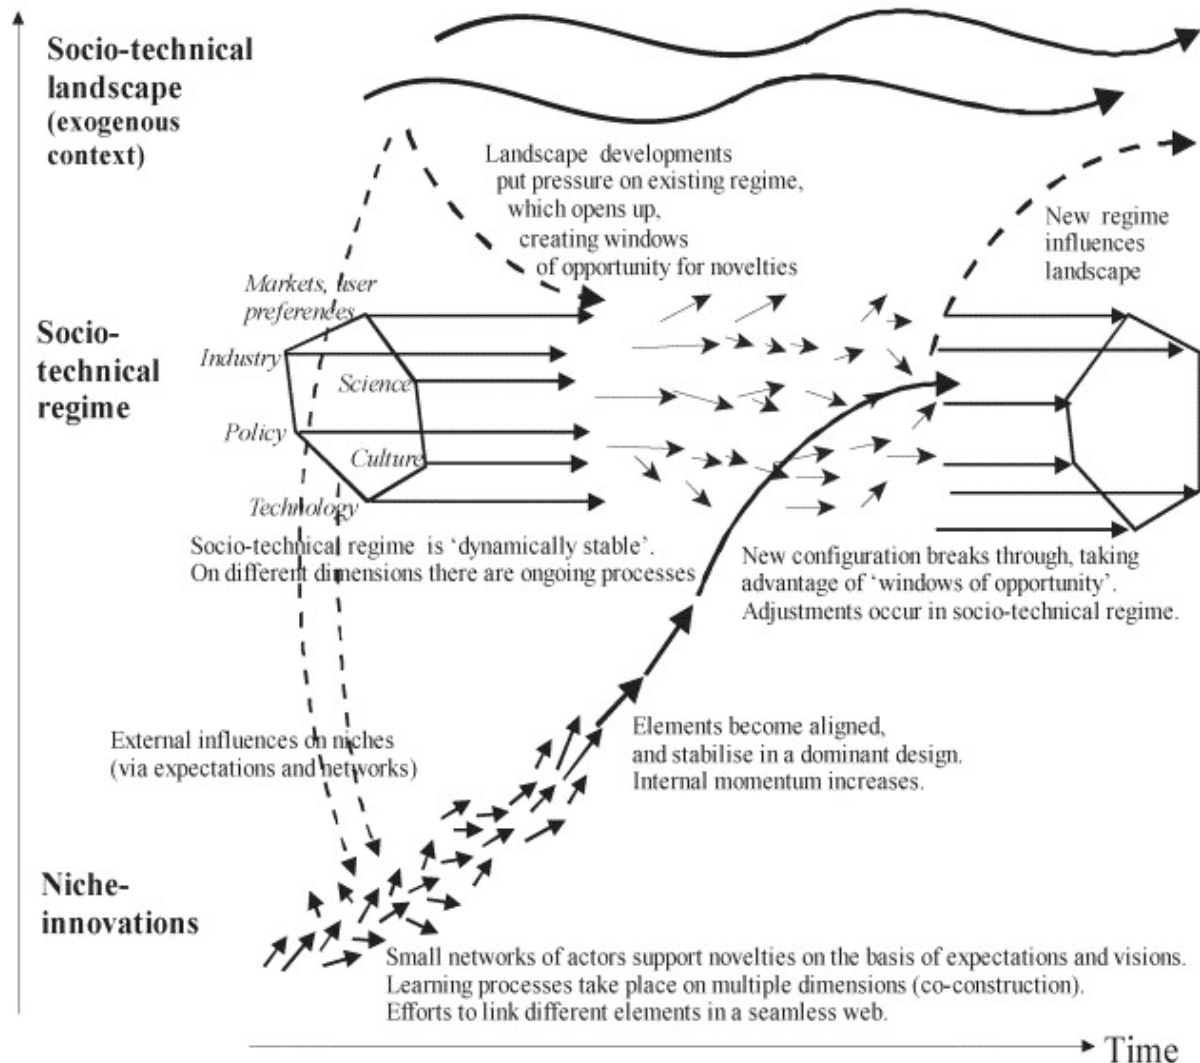 Socio-technical
landscape
(exogenous
context)
Landscape developments
put pressure on existing regime,
which opens up,
creating windows
of opportunity for novelties
New regime
influences
landscape
Markets, user
preferences
Industry
Science
Policy
Culture
Technology
Socio-
technical
regime
Socio-technical regime is ‘dynamically stable’.
On different dimensions there are ongoing processes
New configuration breaks through, taking
advantage of ‘windows of opportunity’.
Adjustments occur in socio-technical regime.
Elements become aligned,
and stabilise in a dominant design.
Internal momentum increases.
External influences on niches
(via expectations and networks)
Niche-
innovations
Small networks of actors support novelties on the basis of expectations and visions.
Learning processes take place on multiple dimensions (co-construction).
Efforts to link different elements in a seamless web.
Time